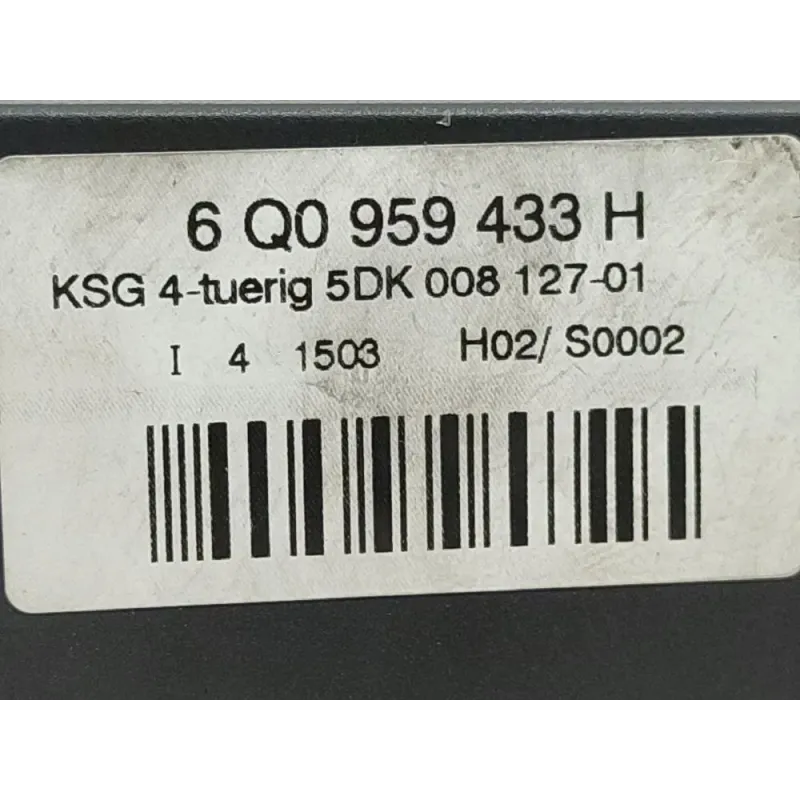 6 Q0 959 433 H
KSG 4-tuerig 5DK 008 127-01
I 4 1503 H02/ S0002